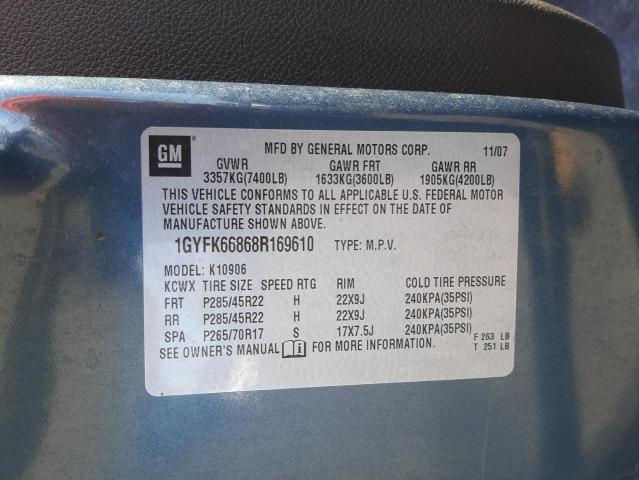 GM
MFD BY GENERAL MOTORS CORP. 11/07
GVWR GAWR FRT GAWR RR
3357KG(7400LB) 1633KG(3600LB) 1905KG(4200LB)
THIS VEHICLE CONFORMS TO ALL APPLICABLE U.S. FEDERAL MOTOR
VEHICLE SAFETY STANDARDS IN EFFECT ON THE DATE OF
MANUFACTURE SHOWN ABOVE.
1GYFK66868R169610 TYPE: M.P.V.
MODEL: K10906
KCWX TIRE SIZE SPEED RTG RIM COLD TIRE PRESSURE
FRT P285/45R22 H 22X9J 240KPA(35PSI)
RR P285/45R22 H 22X9J 240KPA(35PSI)
SPA P265/70R17 S 17X7.5J 240KPA(35PSI)
F 263 LB
SEE OWNER'S MANUAL FOR MORE INFORMATION. T 251 LB